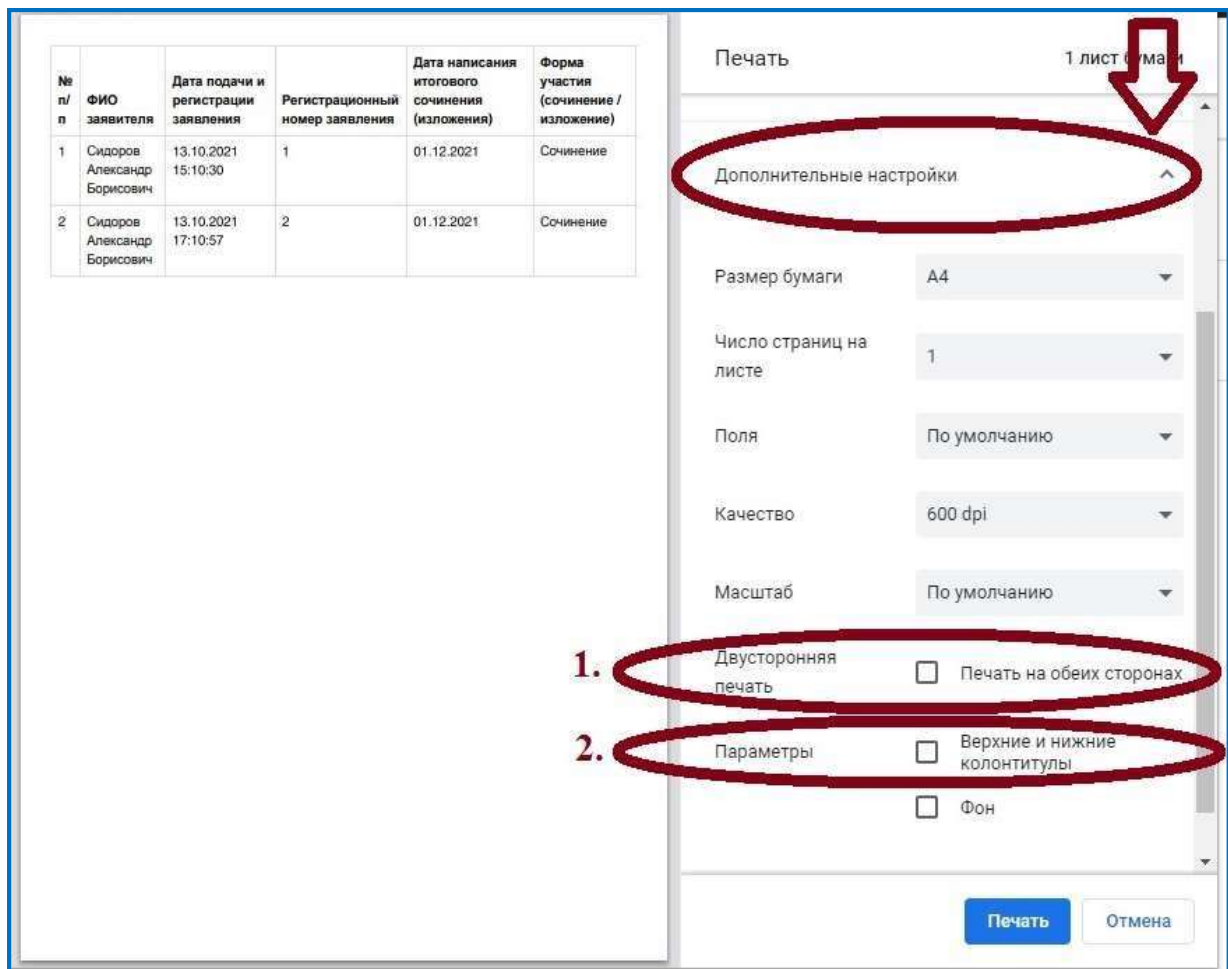 № п/п ФИО заявителя Дата подачи и регистрации заявления Регистрационный номер заявления Дата написания итогового сочинения (изложения) Форма участия (сочинение / изложение)
1 Сидоров Александр Борисович 13.10.2021 15:10:30 1 01.12.2021 Сочинение
2 Сидоров Александр Борисович 13.10.2021 17:10:57 2 01.12.2021 Сочинение
Печать 1 лист бумаги
Дополнительные настройки
Размер бумаги A4
Число страниц на
листе 1
Поля По умолчанию
Качество 600 dpi
Масштаб По умолчанию
1. Двусторонняя
печать Печать на обеих сторонах
2. Параметры Верхние и нижние
колонтитулы
Фон
Печать Отмена